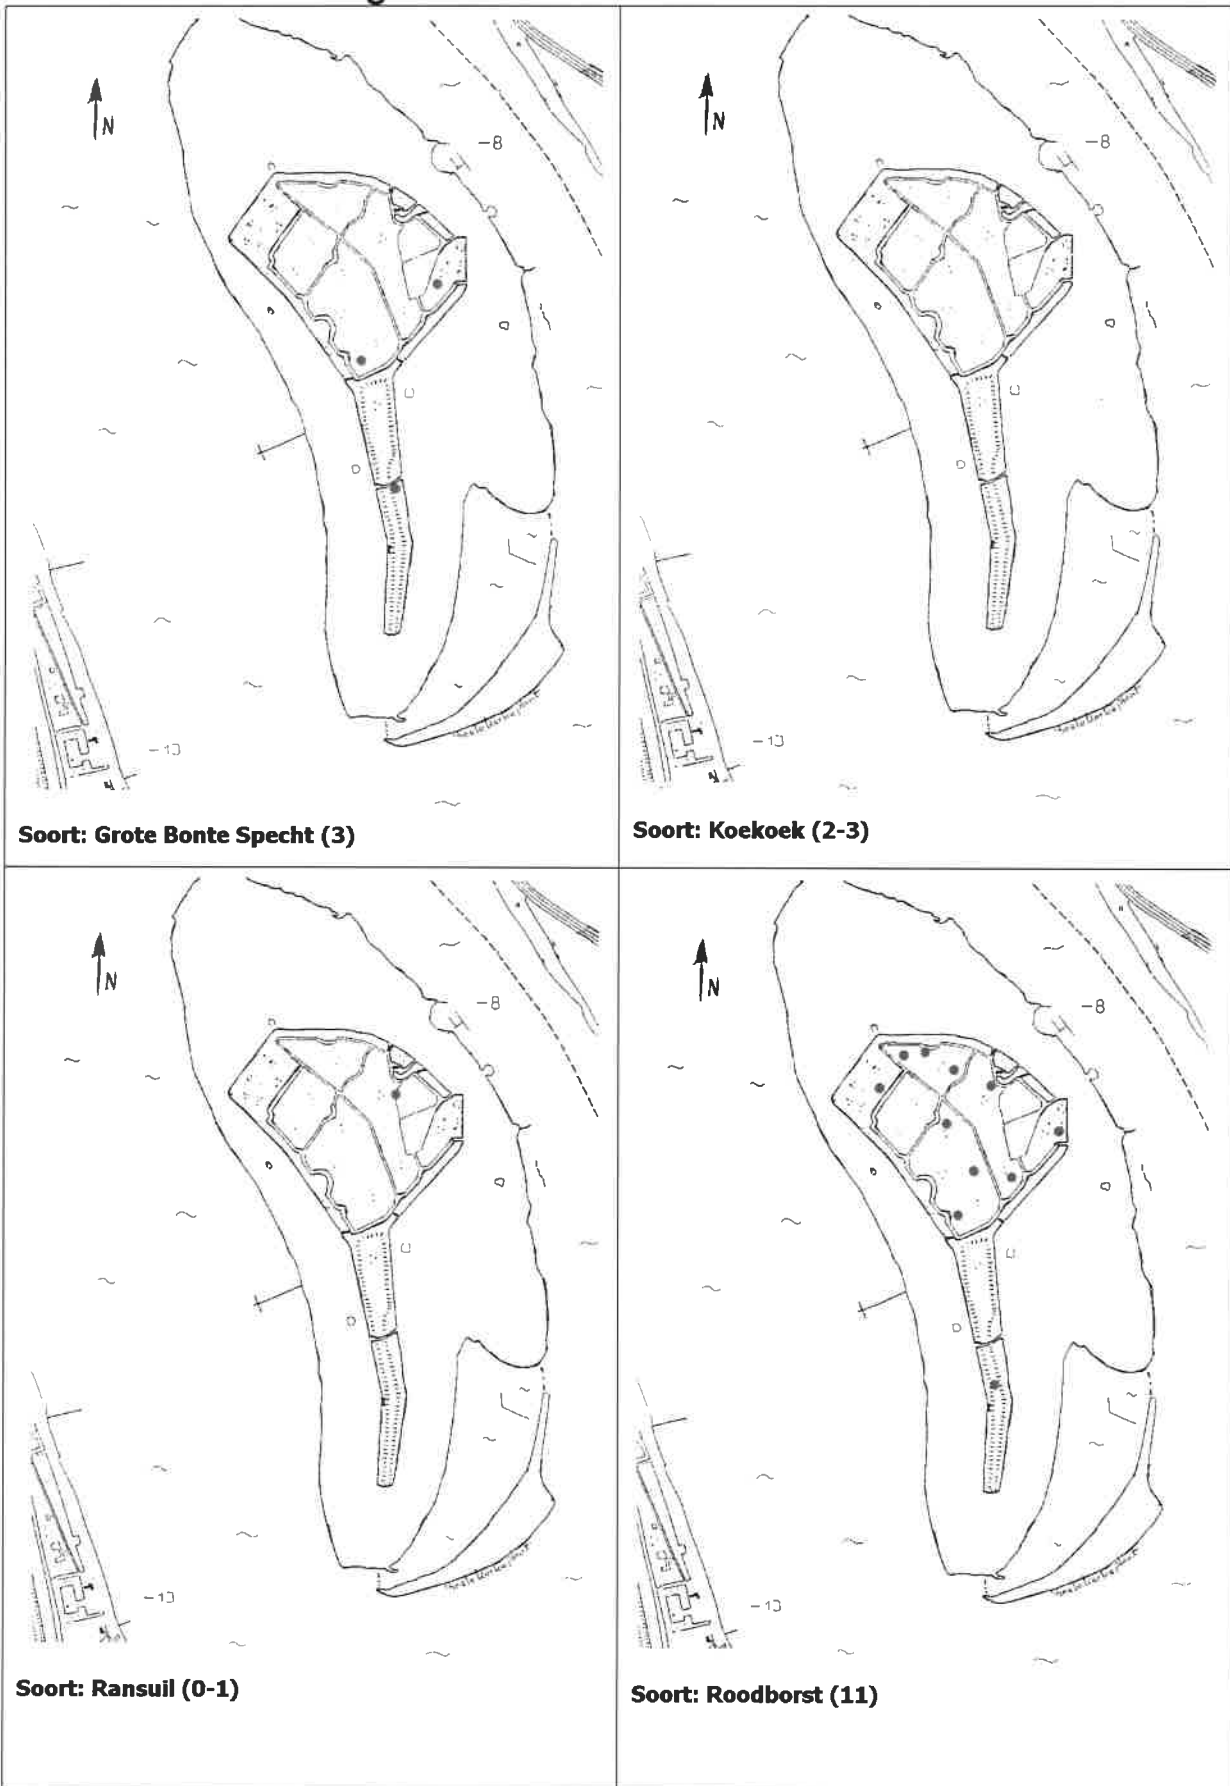 N
-8
-10
Soort: Grote Bonte Specht (3)
N
-8
-10
Soort: Koekoek (2-3)
N
-8
-10
Soort: Ransuil (0-1)
N
-8
-10
Soort: Roodborst (11)